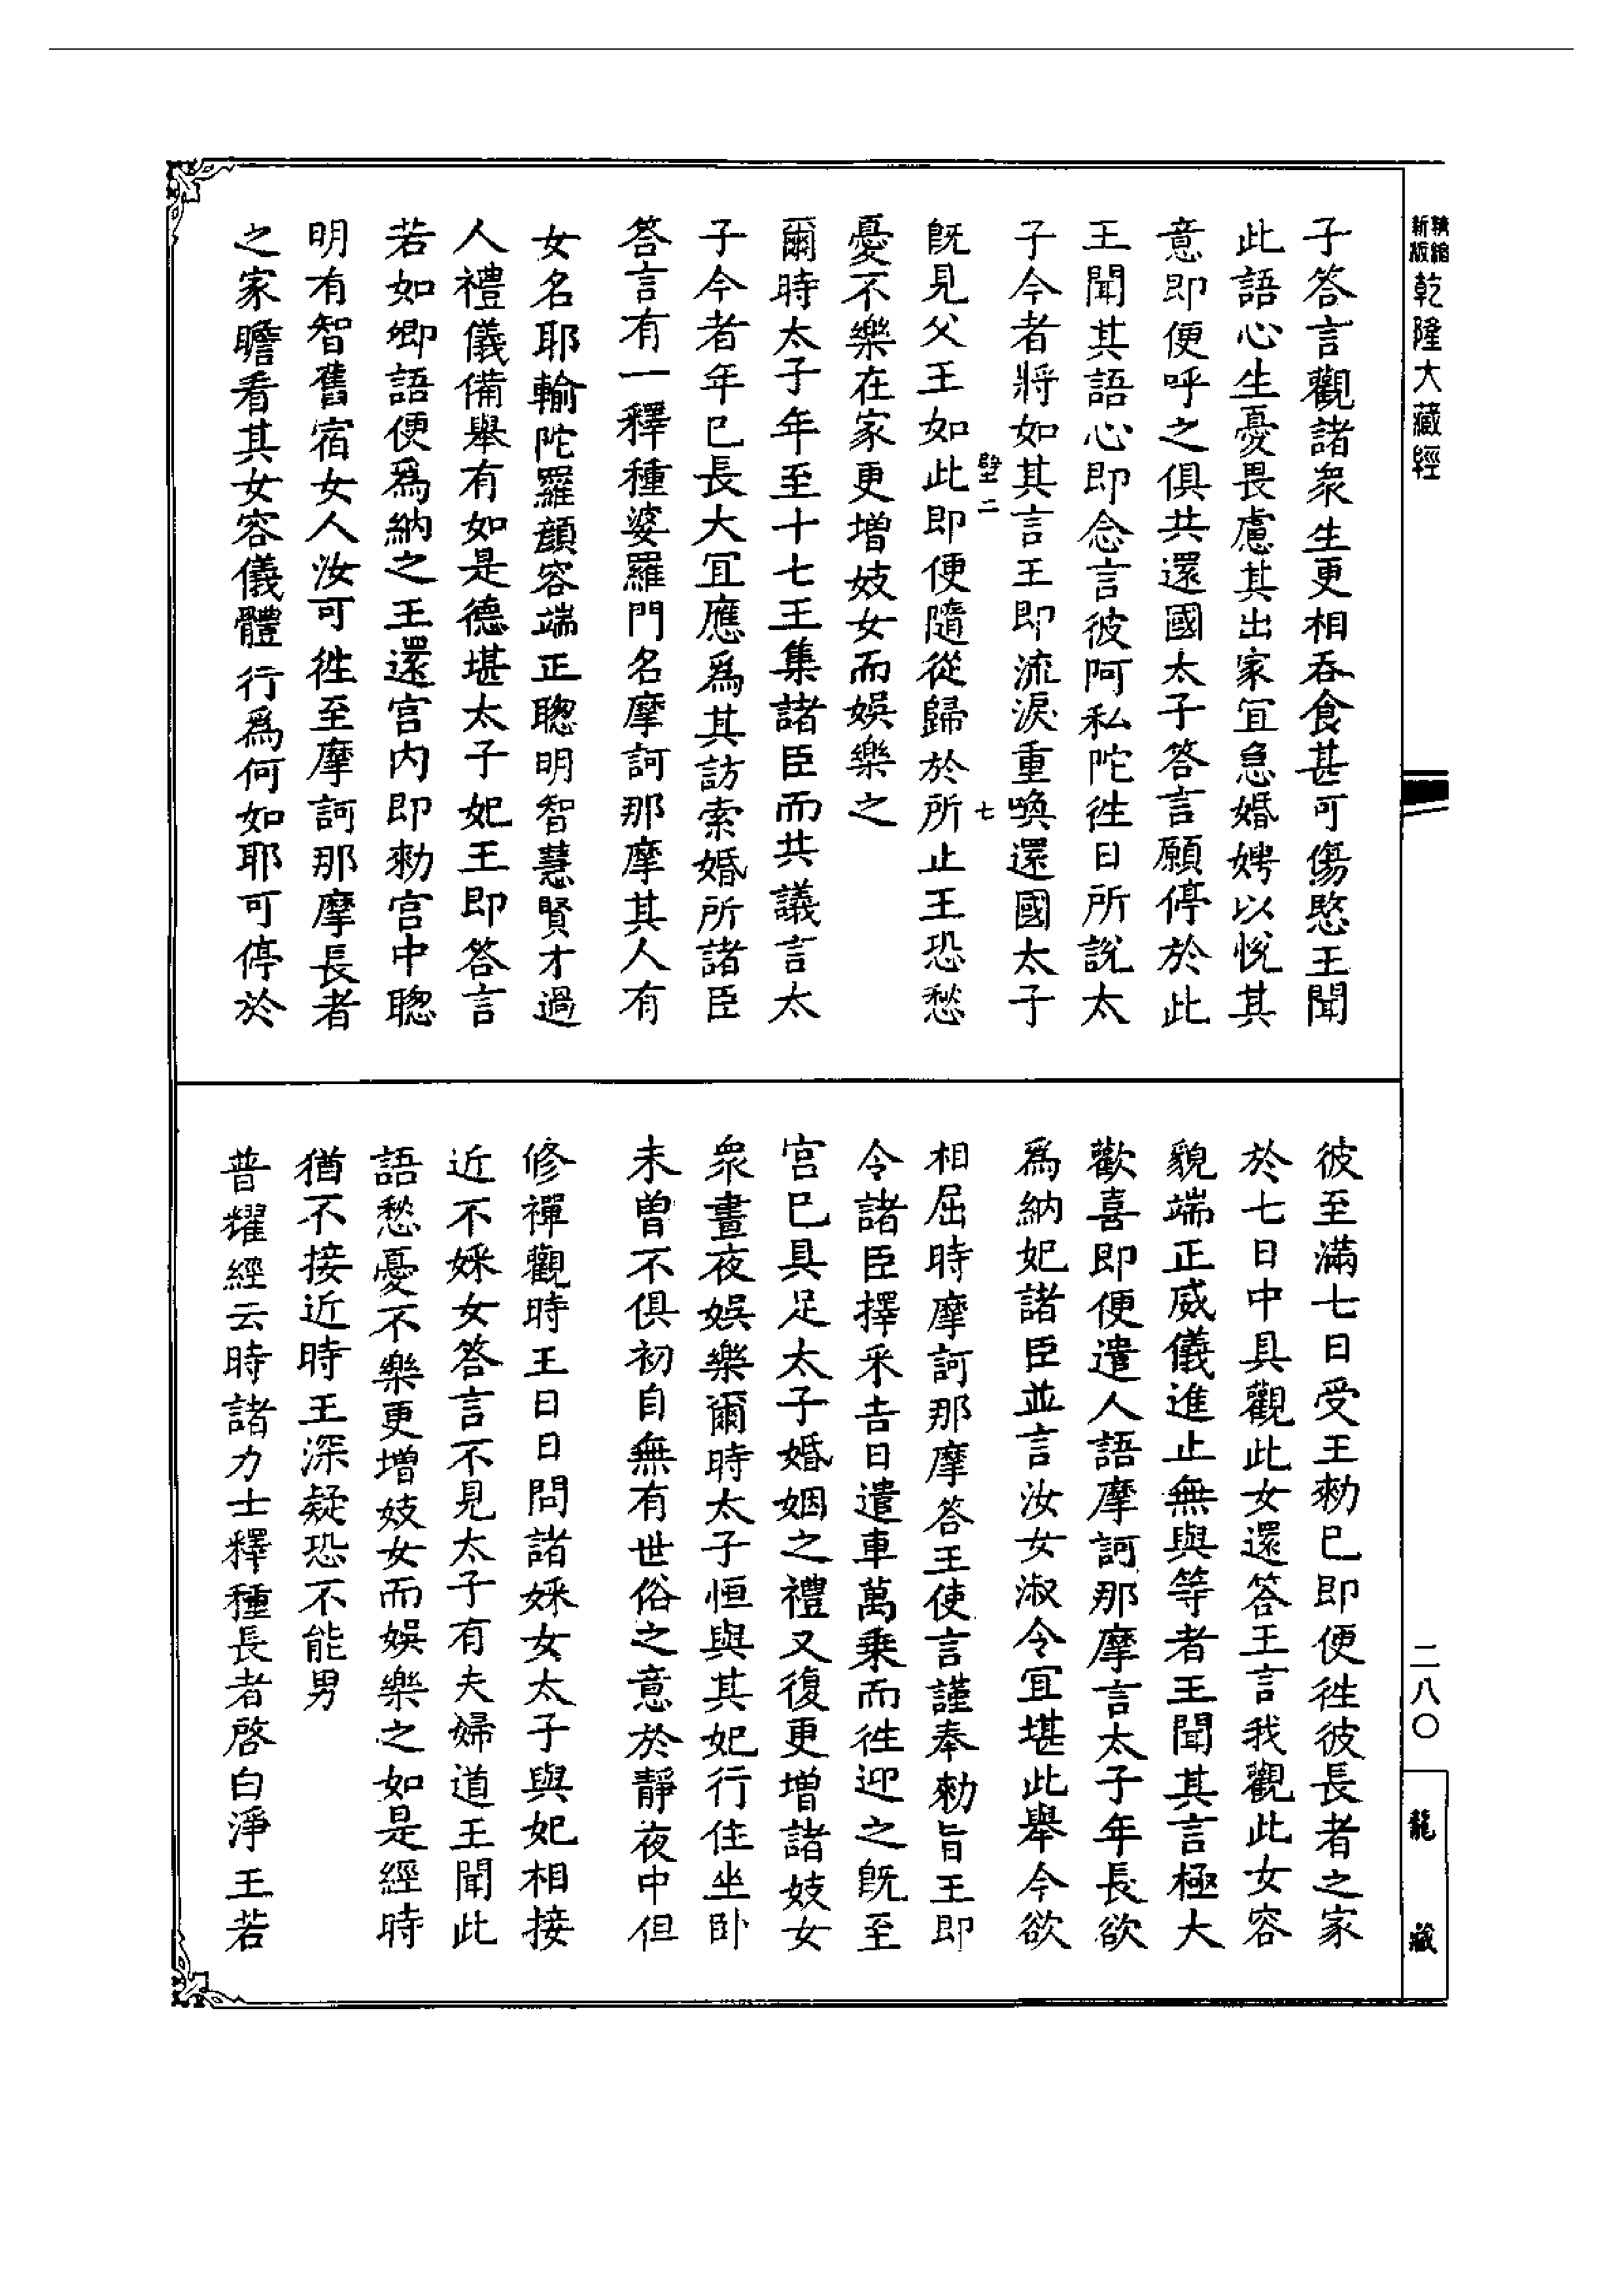 精縮新版乾隆大藏經
子答言觀諸衆生更相吞食甚可傷愍王聞
此語心生憂畏慮其出家宜急婚娉以悅其
意即便呼之俱共還國太子答言願停於此
王聞其語心即念言彼阿私陀往日所說太
子今者將如其言王即流淚重喚還國太子
壁二 七
旣見父王如此即便隨從歸於所止王恐愁
憂不樂在家更增妓女而娛樂之
爾時太子年至十七王集諸臣而共議言太
子今者年已長大宜應爲其訪索婚所諸臣
答言有一釋種婆羅門名摩訶那摩其人有
女名耶輸陀羅顏容端正聰明智慧賢才過
人禮儀備舉有如是德堪太子妃王即答言
若如卿語便爲納之王還宫内即勑宫中聰
明有智舊宿女人汝可徃至摩訶那摩長者
之家瞻看其女容儀體行爲何如耶可停於
彼至滿七日受王勑已即便徃彼長者之家
於七日中具觀此女還答王言我觀此女容
貌端正威儀進止無與等者王聞其言極大
歡喜即便遣人語摩訶那摩言太子年長欲
爲納妃諸臣並言汝女淑令宜堪此舉今欲
相屈時摩訶那摩答王使言謹奉勑旨王即
令諸臣擇采吉日遣車萬乗而徃迎之旣至
宫已具足太子婚姻之禮又復更增諸妓女
衆晝夜娛樂爾時太子恒與其妃行住坐卧
未曾不俱初自無有世俗之意於靜夜中但
修禪觀時王日日問諸婇女太子與妃相接
近不婇女答言不見太子有夫婦道王聞此
語愁憂不樂更增妓女而娛樂之如是經時
猶不接近時王深疑恐不能男
普耀經云時諸力士釋種長者啓白淨王若
二八〇
龍藏